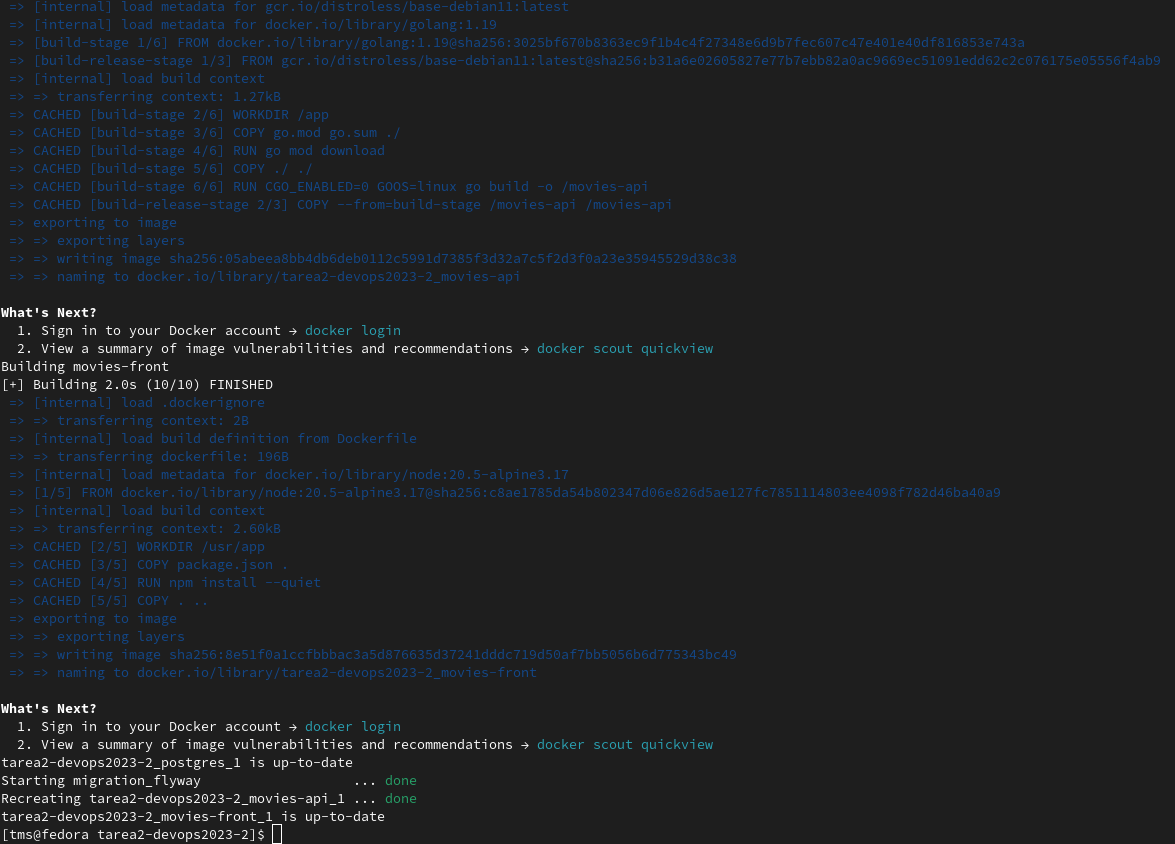 => [internal] load metadata for gcr.io/distroless/base-debian11:latest
=> [internal] load metadata for docker.io/library/golang:1.19
=> [build-stage 1/6] FROM docker.io/library/golang:1.19@sha256:3025bf670b8363ec9f1b4c4f27348e6d9b7fec607c47e401e40df816853e743a
=> [build-release-stage 1/3] FROM gcr.io/distroless/base-debian11:latest@sha256:b31a6e02605827e77b7ebb82a0ac9669ec51091edd62c2c076175e05556f4ab9
=> [internal] load build context
=> => transferring context: 1.27kB
=> CACHED [build-stage 2/6] WORKDIR /app
=> CACHED [build-stage 3/6] COPY go.mod go.sum ./
=> CACHED [build-stage 4/6] RUN go mod download
=> CACHED [build-stage 5/6] COPY ./ ./
=> CACHED [build-stage 6/6] RUN CGO_ENABLED=0 GOOS=linux go build -o /movies-api
=> CACHED [build-release-stage 2/3] COPY --from=build-stage /movies-api /movies-api
=> exporting to image
=> => exporting layers
=> => writing image sha256:05abeea8bb4db6deb0112c5991d7385f3d32a7c5f2d3f0a23e35945529d38c38
=> => naming to docker.io/library/tarea2-devops2023-2_movies-api
What's Next?
1. Sign in to your Docker account → docker login
2. View a summary of image vulnerabilities and recommendations → docker scout quickview
Building movies-front
[+] Building 2.0s (10/10) FINISHED
=> [internal] load .dockerignore
=> => transferring context: 2B
=> [internal] load build definition from Dockerfile
=> => transferring dockerfile: 196B
=> [internal] load metadata for docker.io/library/node:20.5-alpine3.17
=> [1/5] FROM docker.io/library/node:20.5-alpine3.17@sha256:c8ae1785da54b802347d06e826d5ae127fc7851114803ee4098f782d46ba40a9
=> [internal] load build context
=> => transferring context: 2.60kB
=> CACHED [2/5] WORKDIR /usr/app
=> CACHED [3/5] COPY package.json .
=> CACHED [4/5] RUN npm install --quiet
=> CACHED [5/5] COPY . ..
=> exporting to image
=> => exporting layers
=> => writing image sha256:8e51f0a1ccfbbbac3a5d876635d37241dddc719d50af7bb5056b6d775343bc49
=> => naming to docker.io/library/tarea2-devops2023-2_movies-front
What's Next?
1. Sign in to your Docker account → docker login
2. View a summary of image vulnerabilities and recommendations → docker scout quickview
tarea2-devops2023-2_postgres_1 is up-to-date
Starting migration_flyway ... done
Recreating tarea2-devops2023-2_movies-api_1 ... done
tarea2-devops2023-2_movies-front_1 is up-to-date
[tms@fedora tarea2-devops2023-2]$